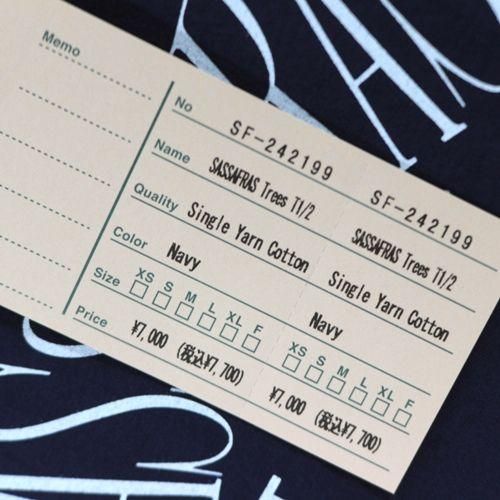 Memo
No SF-242199 SF-242199
Name SASSAFRAS Trees T1/2 SASSAFRAS Trees T1/2
Quality Single Yarn Cotton Single Yarn Cotton
Color Navy Navy
Size XS S M L XL F XS S M L XL F
Price ¥7,000 (税込¥7,700) ¥7,000 (税込¥7,700)